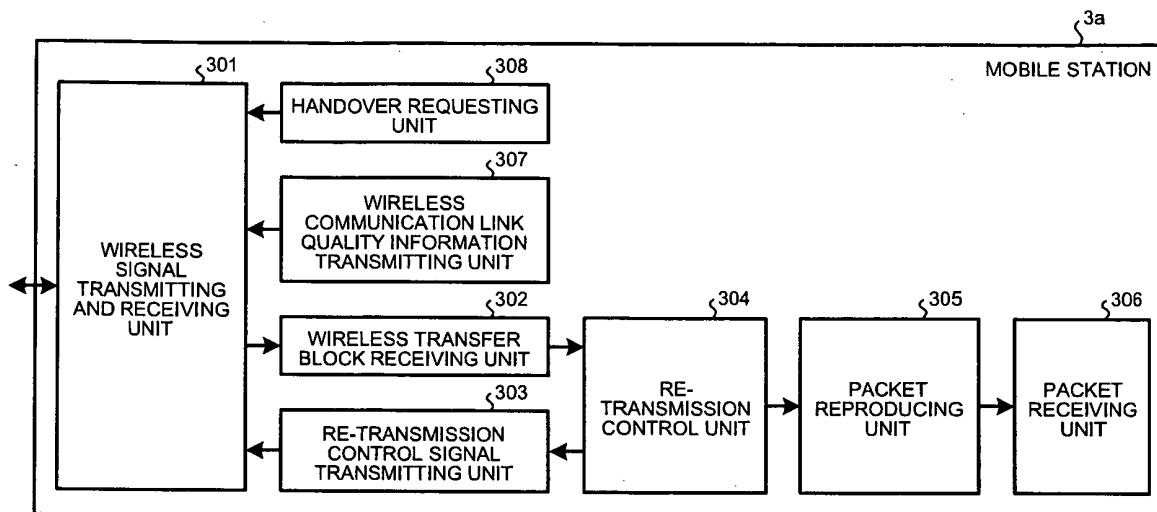 3a
MOBILE STATION
301
WIRELESS
SIGNAL
TRANSMITTING
AND RECEIVING
UNIT
308
HANDOVER REQUESTING
UNIT
307
WIRELESS
COMMUNICATION LINK
QUALITY INFORMATION
TRANSMITTING UNIT
302
WIRELESS TRANSFER
BLOCK RECEIVING UNIT
303
RE-TRANSMISSION
CONTROL SIGNAL
TRANSMITTING UNIT
304
RE-
TRANSMISSION
CONTROL UNIT
305
PACKET
REPRODUCING
UNIT
306
PACKET
RECEIVING
UNIT